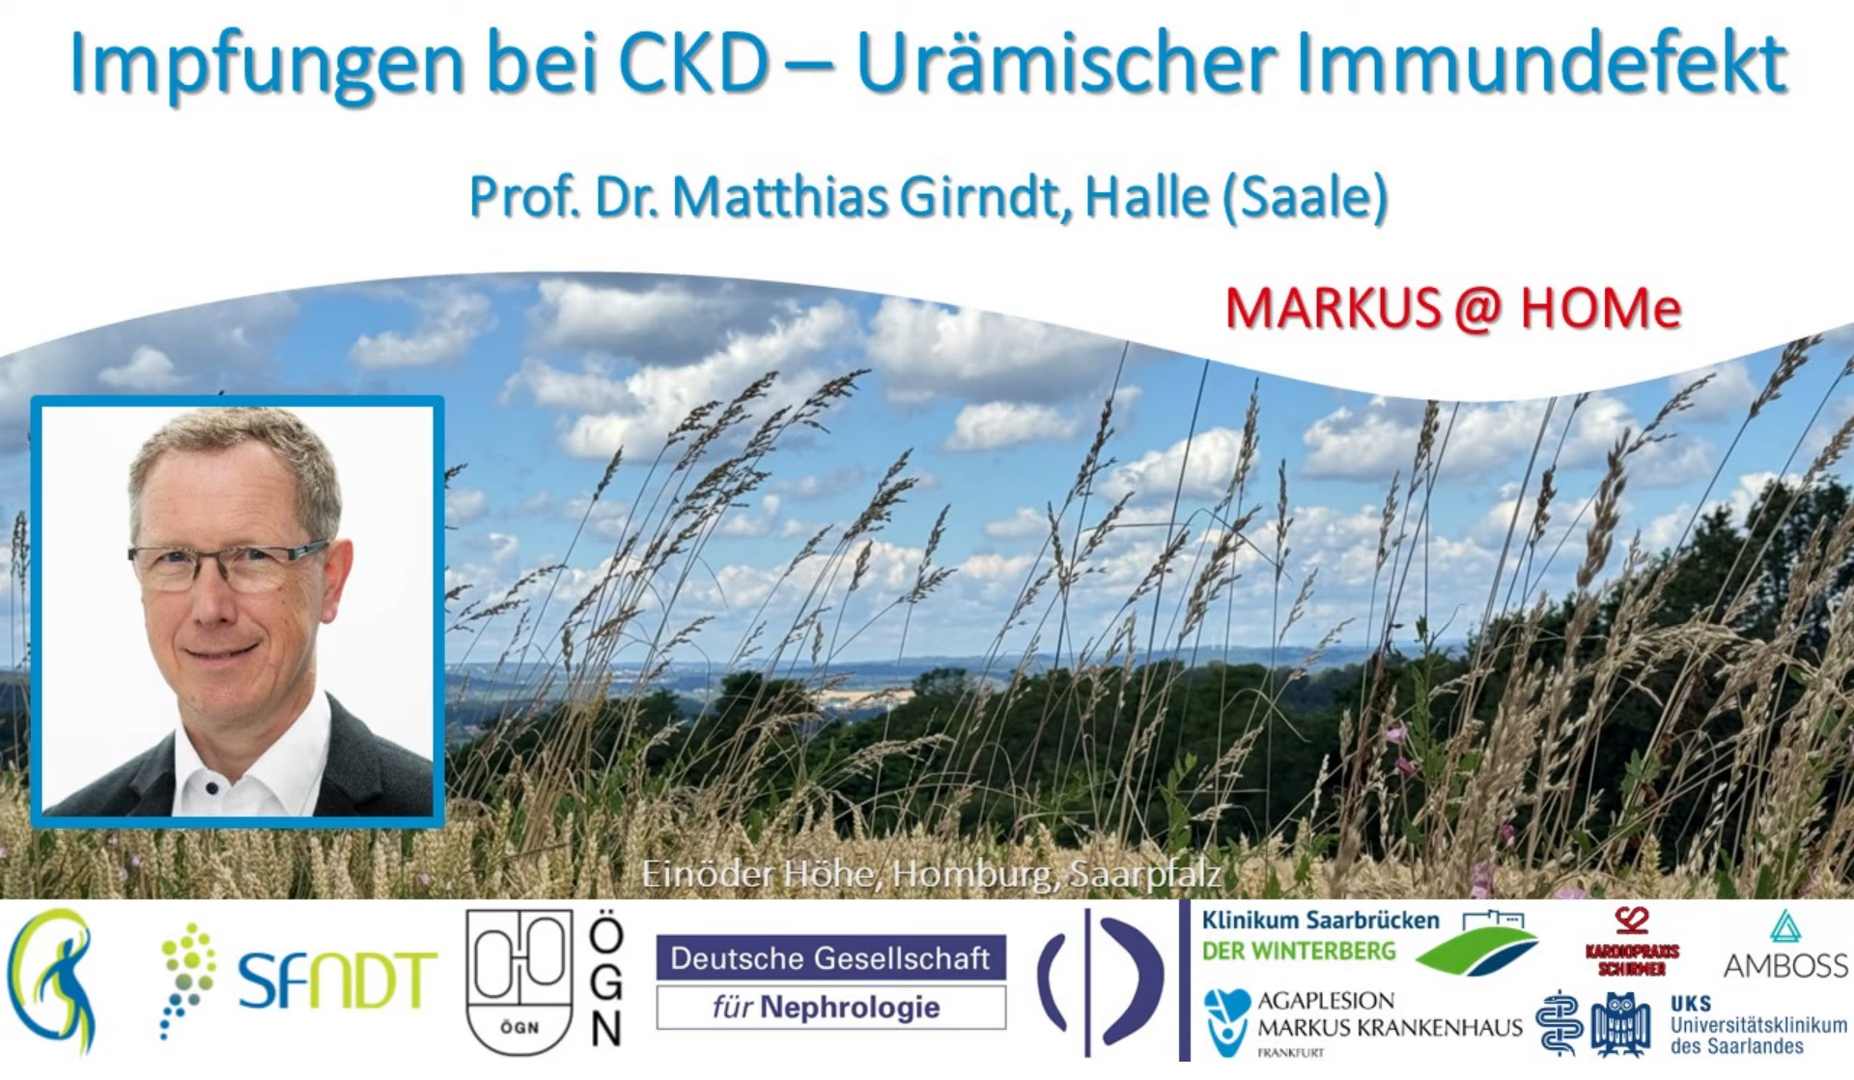 Impfungen bei CKD – Urämischer Immundefekt
Prof. Dr. Matthias Girndt, Halle (Saale)
MARKUS @ HOMe
Einöder Höhe, Homburg, Saarpfalz
SFNDT
ÖGN
ÖGN
Deutsche Gesellschaft
für Nephrologie
Klinikum Saarbrücken
DER WINTERBERG
KARDIOPRAXIS
SCHIRMER
AMBOSS
AGAPLESION
MARKUS KRANKENHAUS
FRANKFURT
UKS
Universitätsklinikum
des Saarlandes